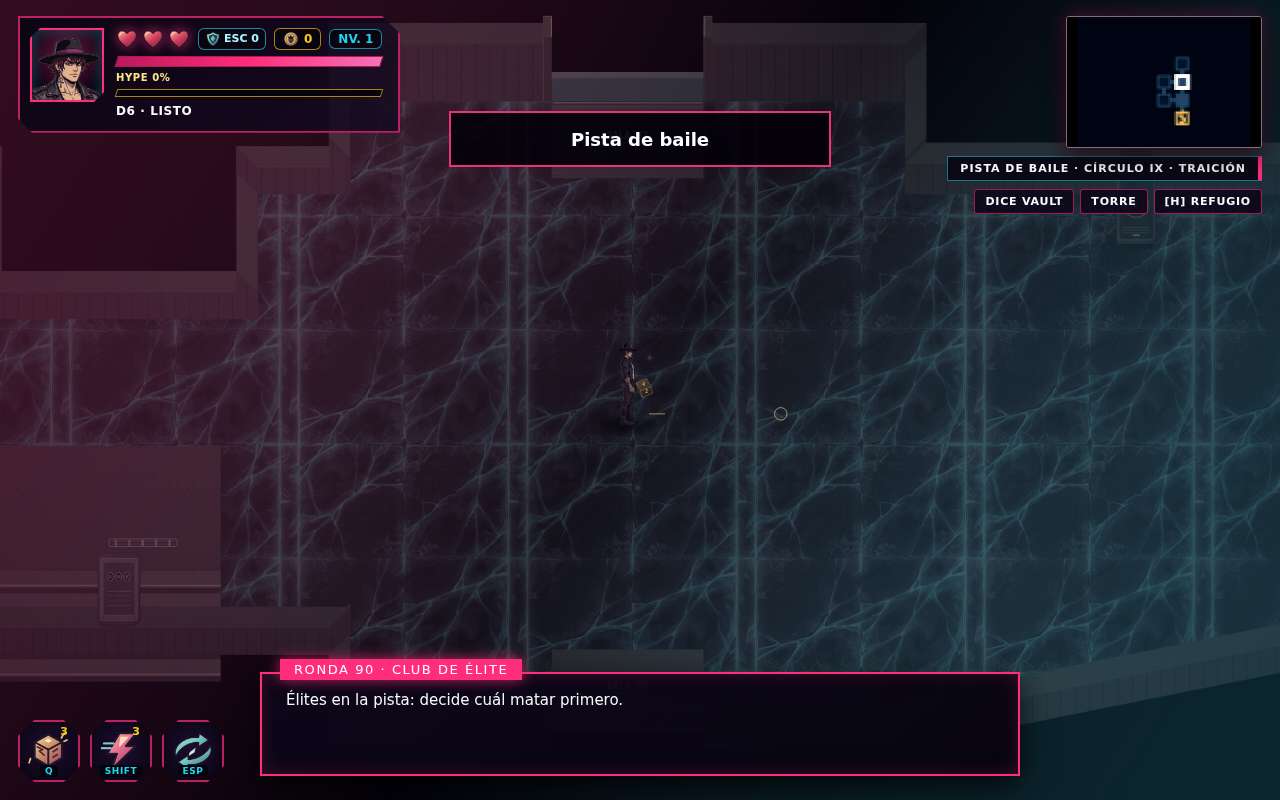 ESC 0
0
NV. 1
HYPE 0%
D6 · LISTO
Pista de baile
PISTA DE BAILE · CÍRCULO IX · TRAICIÓN
DICE VAULT
TORRE
[H] REFUGIO
RONDA 90 · CLUB DE ÉLITE
Élites en la pista: decide cuál matar primero.
3
Q
3
SHIFT
ESP